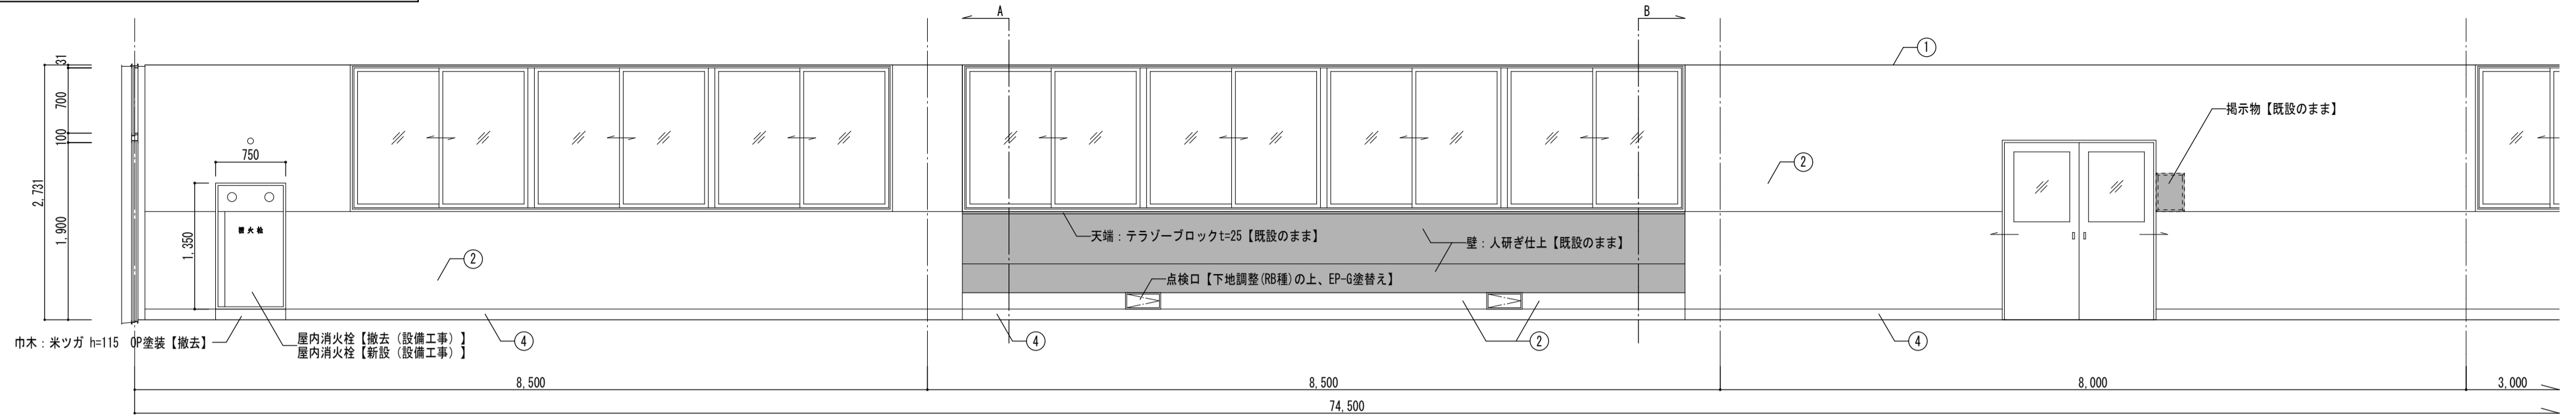 A
B
①
掲示物【既設のまま】
31
700
100
1,900
2,731
750
1,350
消火栓
②
②
天端：テラゾーブロックt=25【既設のまま】
壁：人研ぎ仕上【既設のまま】
点検口【下地調整(RB種)の上、EP-G塗替え】
巾木：米ツガ h=115 OP塗装【撤去】
屋内消火栓【撤去（設備工事）】
屋内消火栓【新設（設備工事）】
④
④
②
④
8,500
8,500
8,000
3,000
74,500